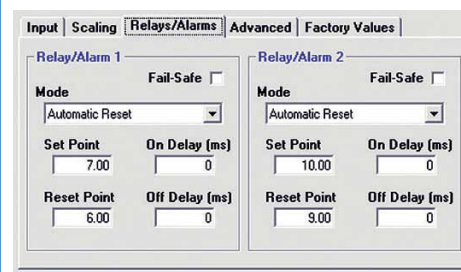 Input Scaling Relays/Alarms Advanced Factory Values
Relay/Alarm 1
Fail-Safe
Mode
Automatic Reset
Set Point On Delay (ms)
7.00 0
Reset Point Off Delay (ms)
6.00 0
Relay/Alarm 2
Fail-Safe
Mode
Automatic Reset
Set Point On Delay (ms)
10.00 0
Reset Point Off Delay (ms)
9.00 0